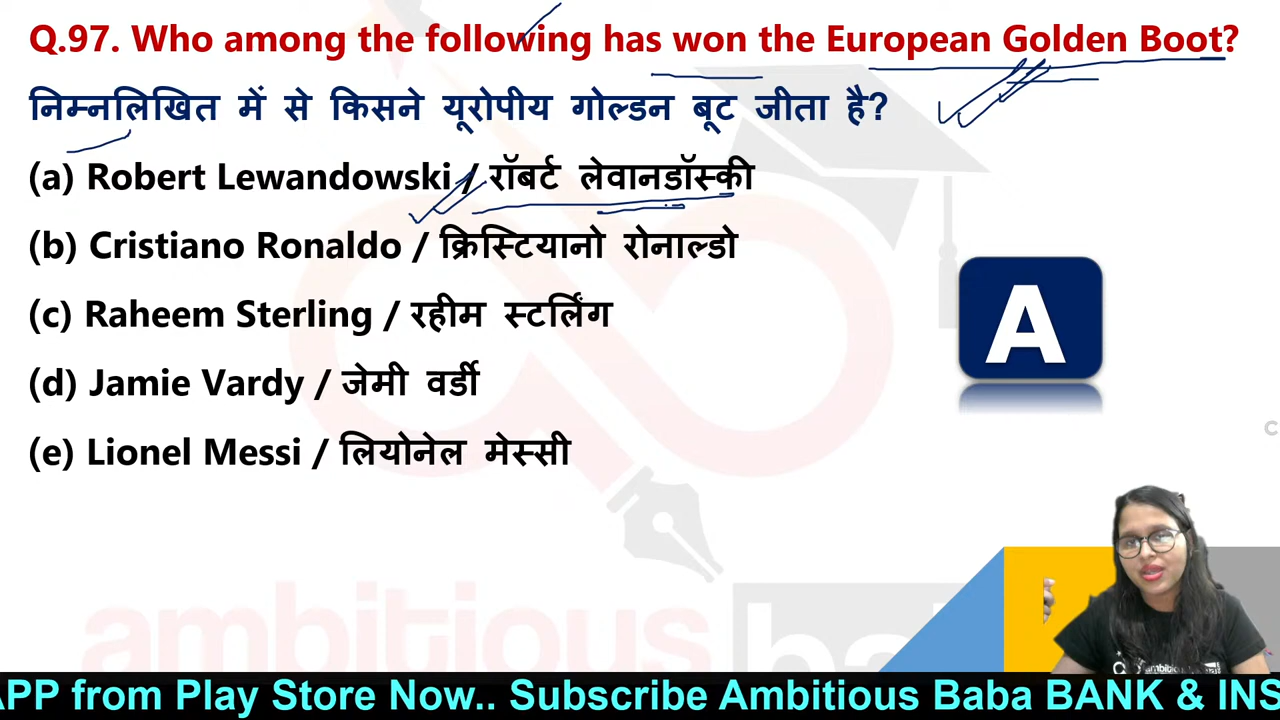 Q.97. Who among the following has won the European Golden Boot?
निम्नलिखित में से किसने यूरोपीय गोल्डन बूट जीता है?
(a) Robert Lewandowski / रॉबर्ट लेवानडॉस्की
(b) Cristiano Ronaldo / क्रिस्टियानो रोनाल्डो
(c) Raheem Sterling / रहीम स्टर्लिंग
(d) Jamie Vardy / जेमी वर्डी
(e) Lionel Messi / लियोनेल मेस्सी
A
ambitious
APP from Play Store Now.. Subscribe Ambitious Baba BANK & INS